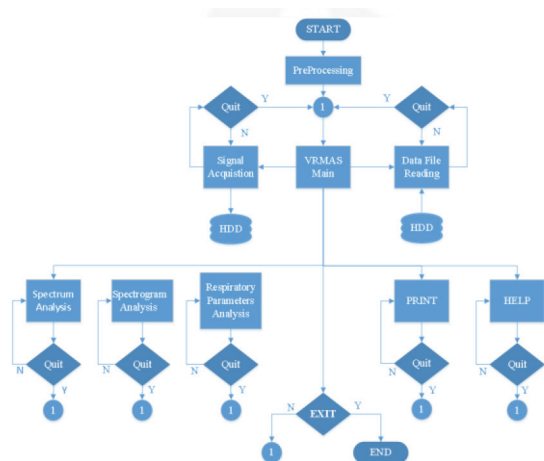 START
PreProcessing
Quit
Y
1
Y
Quit
N
N
Signal
Acquistion
VRMAS
Main
Data File
Reading
HDD
HDD
Spectrum
Analysis
Spectrogram
Analysis
Respiratory
Parameters
Analysis
PRINT
HELP
Quit
N
Y
1
Quit
N
Y
1
Quit
N
Y
1
Quit
N
Y
1
Quit
N
Y
1
N
EXIT
Y
1
END